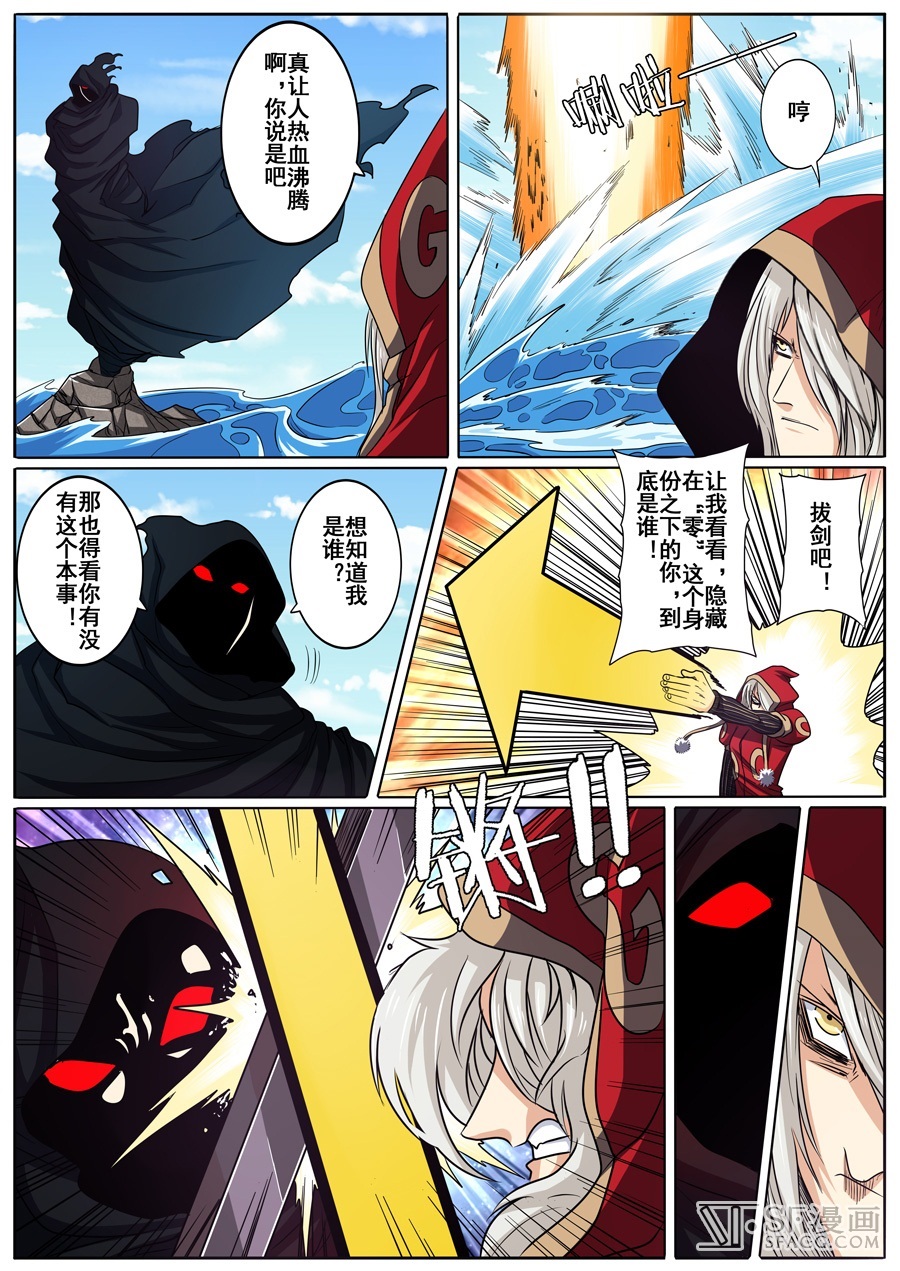 真让人热血沸腾
啊，你说是吧
G
唰啦
哼
那也得看你有没
有这个本事！
想知道我
是谁？
让我看看，隐藏
在“零”这个身
份之下的你，到
底是谁！
拔剑吧！
锵!!
G
SF漫画
SFACG.COM